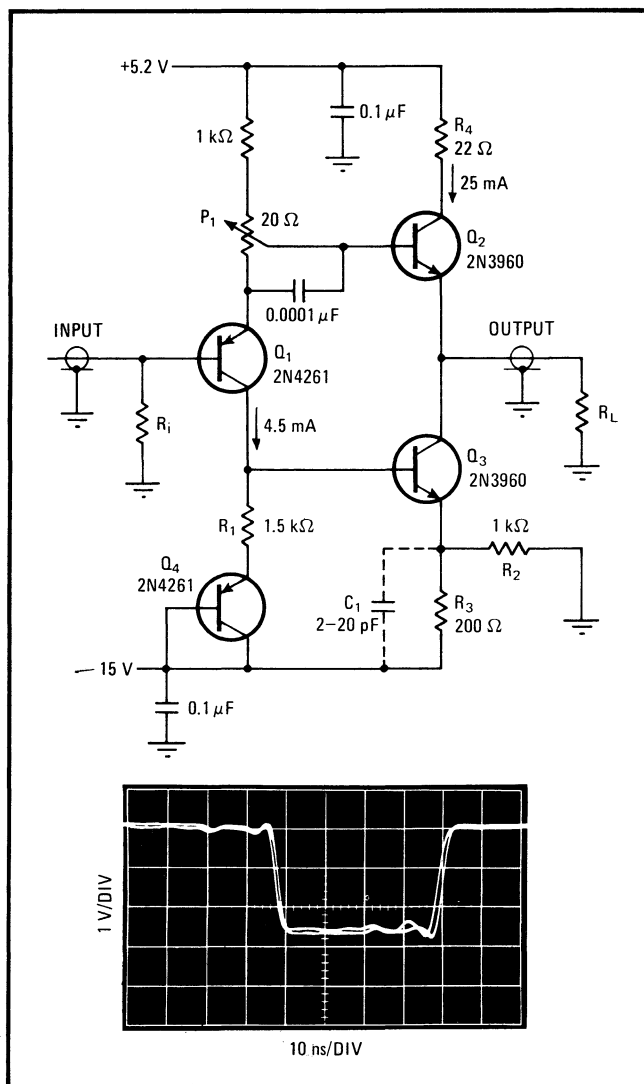 +5.2 V
0.1 µF
1 kΩ
R4
22 Ω
25 mA
P1
20 Ω
Q2
2N3960
0.0001 µF
INPUT
OUTPUT
Q1
2N4261
Ri
4.5 mA
RL
Q3
2N3960
R1
1.5 kΩ
1 kΩ
R2
Q4
2N4261
C1
2–20 pF
R3
200 Ω
— 15 V
0.1 µF
1 V/DIV
10 ns/DIV